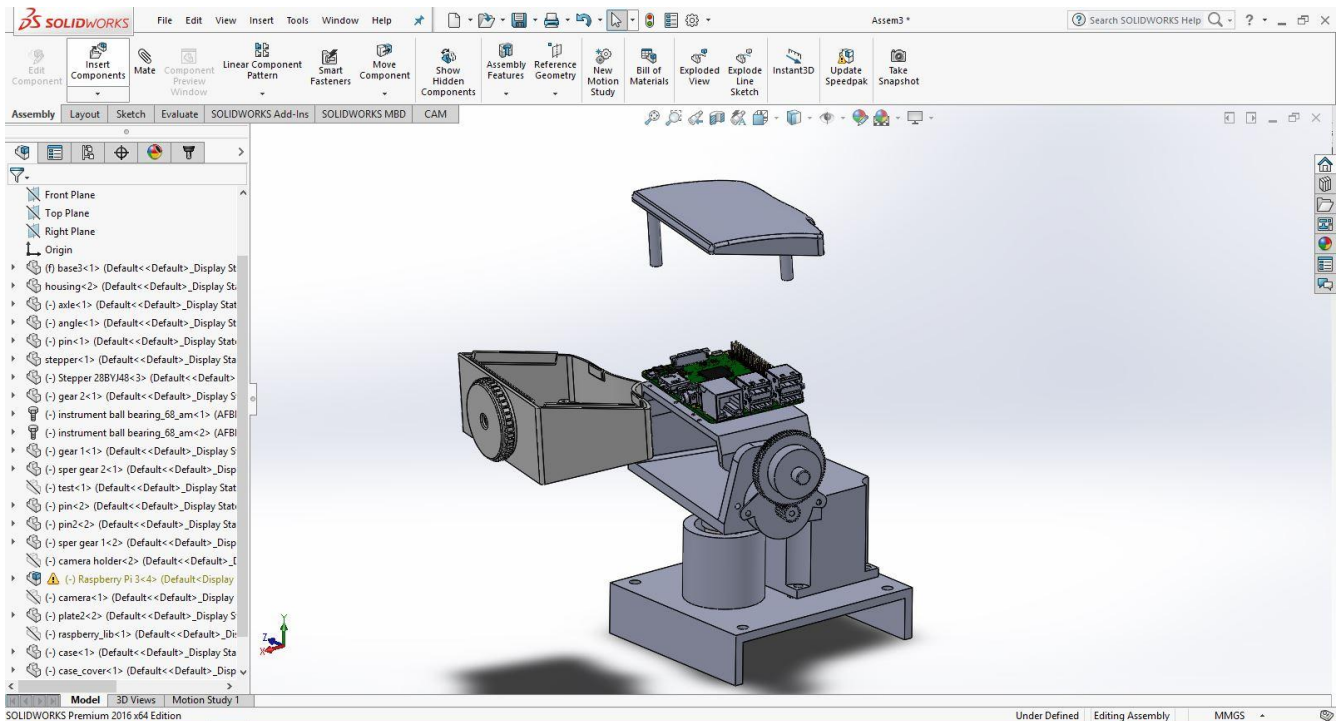 SOLIDWORKS File Edit View Insert Tools Window Help Assem3 * Search SOLIDWORKS Help ?
Edit Component
Insert Components
Mate
Component Preview Window
Linear Component Pattern
Smart Fasteners
Move Component
Show Hidden Components
Assembly Features
Reference Geometry
New Motion Study
Bill of Materials
Exploded View
Explode Line Sketch
Instant3D
Update Speedpak
Take Snapshot
Assembly Layout Sketch Evaluate SOLIDWORKS Add-Ins SOLIDWORKS MBD CAM
Front Plane
Top Plane
Right Plane
Origin
(f) base3<1> (Default<<Default>_Display St
housing<2> (Default<<Default>_Display St
(-) axle<1> (Default<<Default>_Display Stat
(-) angle<1> (Default<<Default>_Display St
(-) pin<1> (Default<<Default>_Display Stat
stepper<1> (Default<<Default>_Display Sta
(-) Stepper 28BYJ48<3> (Default<<Default>
(-) gear 2<1> (Default<<Default>_Display S
(-) instrument ball bearing_68_am<1> (AFB
(-) instrument ball bearing_68_am<2> (AFB
(-) gear 1<1> (Default<<Default>_Display S
(-) sper gear 2<1> (Default<<Default>_Disp
(-) test<1> (Default<<Default>_Display Stat
(-) pin<2> (Default<<Default>_Display Stat
(-) pin2<2> (Default<<Default>_Display Sta
(-) sper gear 1<2> (Default<<Default>_Disp
(-) camera holder<2> (Default<<Default>_D
(-) Raspberry Pi 3<4> (Default<Display
(-) camera<1> (Default<<Default>_Display
(-) plate2<2> (Default<<Default>_Display S
(-) raspberry_lib<1> (Default<<Default>_Di
(-) case<1> (Default<<Default>_Display Sta
(-) case_cover<1> (Default<<Default>_Disp
Y
Z
X
Model 3D Views Motion Study 1
SOLIDWORKS Premium 2016 x64 Edition Under Defined Editing Assembly MMGS